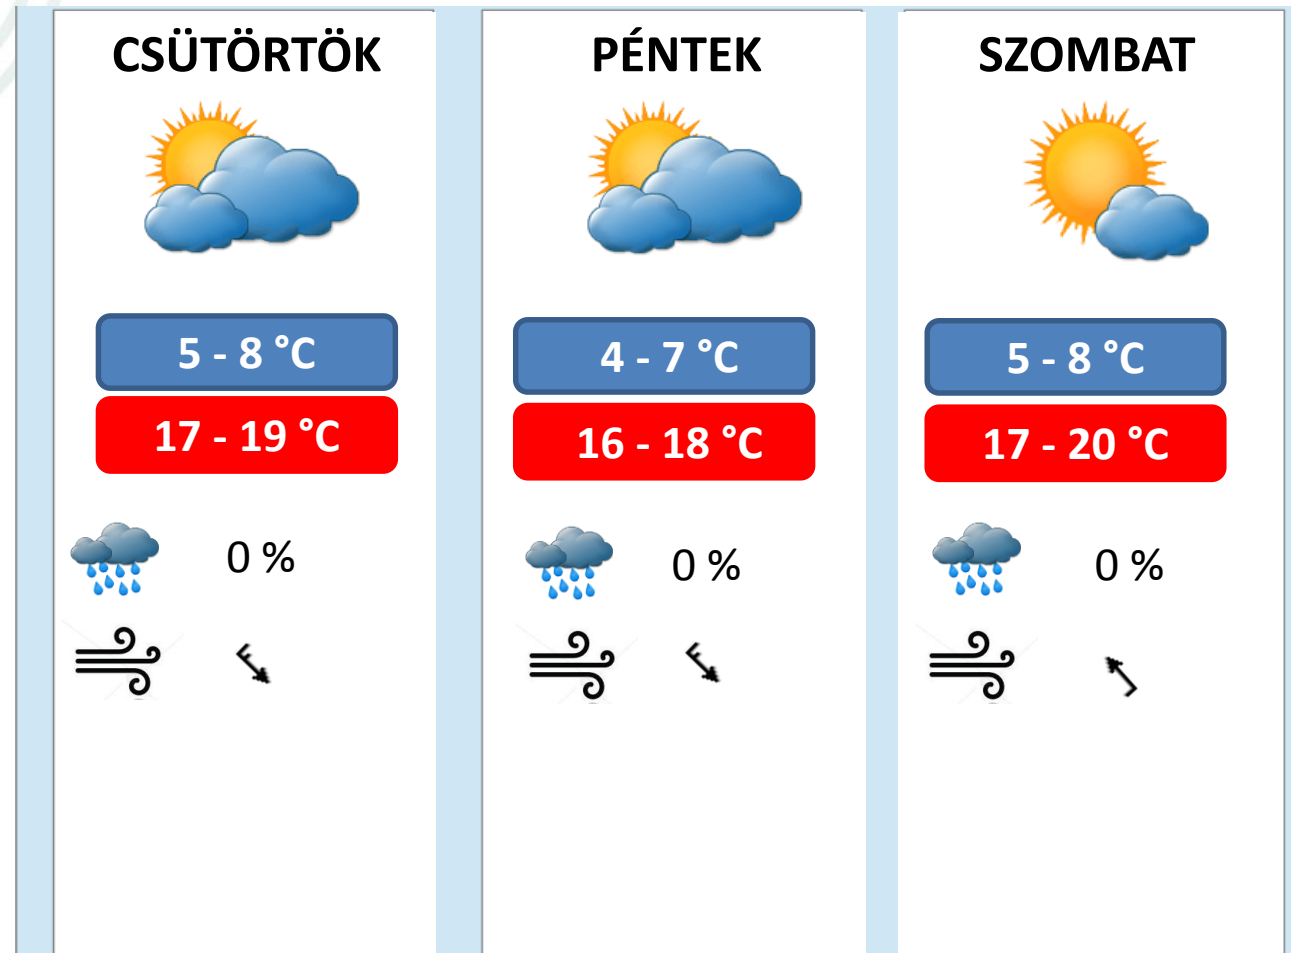 CSÜTÖRTÖK
5 - 8 °C
17 - 19 °C
0 %
PÉNTEK
4 - 7 °C
16 - 18 °C
0 %
SZOMBAT
5 - 8 °C
17 - 20 °C
0 %